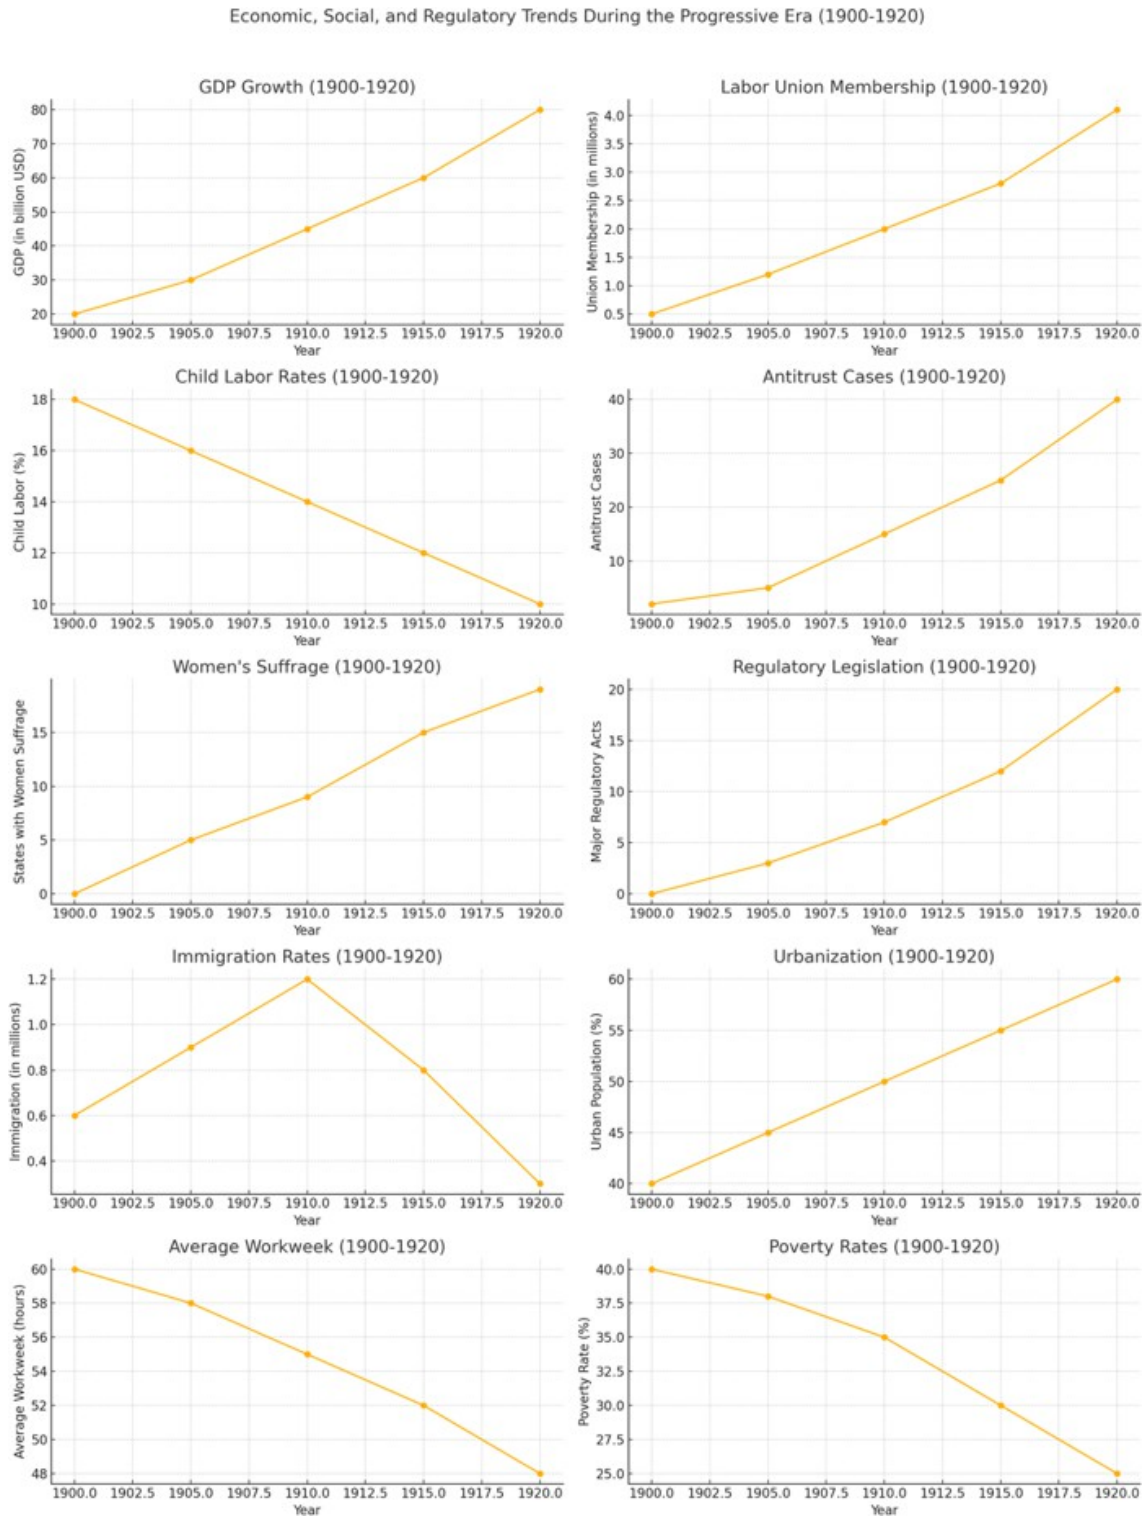 Economic, Social, and Regulatory Trends During the Progressive Era (1900-1920)
GDP Growth (1900-1920)
GDP (in billion USD)
80
70
60
50
40
30
20
1900.0 1902.5 1905.0 1907.5 1910.0 1912.5 1915.0 1917.5 1920.0
Year
Labor Union Membership (1900-1920)
Union Membership (in millions)
4.0
3.5
3.0
2.5
2.0
1.5
1.0
0.5
1900.0 1902.5 1905.0 1907.5 1910.0 1912.5 1915.0 1917.5 1920.0
Year
Child Labor Rates (1900-1920)
Child Labor (%)
18
16
14
12
10
1900.0 1902.5 1905.0 1907.5 1910.0 1912.5 1915.0 1917.5 1920.0
Year
Antitrust Cases (1900-1920)
Antitrust Cases
40
30
20
10
1900.0 1902.5 1905.0 1907.5 1910.0 1912.5 1915.0 1917.5 1920.0
Year
Women's Suffrage (1900-1920)
States with Women Suffrage
15
10
5
0
1900.0 1902.5 1905.0 1907.5 1910.0 1912.5 1915.0 1917.5 1920.0
Year
Regulatory Legislation (1900-1920)
Major Regulatory Acts
20
15
10
5
0
1900.0 1902.5 1905.0 1907.5 1910.0 1912.5 1915.0 1917.5 1920.0
Year
Immigration Rates (1900-1920)
Immigration (in millions)
1.2
1.0
0.8
0.6
0.4
1900.0 1902.5 1905.0 1907.5 1910.0 1912.5 1915.0 1917.5 1920.0
Year
Urbanization (1900-1920)
Urban Population (%)
60
55
50
45
40
1900.0 1902.5 1905.0 1907.5 1910.0 1912.5 1915.0 1917.5 1920.0
Year
Average Workweek (1900-1920)
Average Workweek (hours)
60
58
56
54
52
50
48
1900.0 1902.5 1905.0 1907.5 1910.0 1912.5 1915.0 1917.5 1920.0
Year
Poverty Rates (1900-1920)
Poverty Rate (%)
40.0
37.5
35.0
32.5
30.0
27.5
25.0
1900.0 1902.5 1905.0 1907.5 1910.0 1912.5 1915.0 1917.5 1920.0
Year